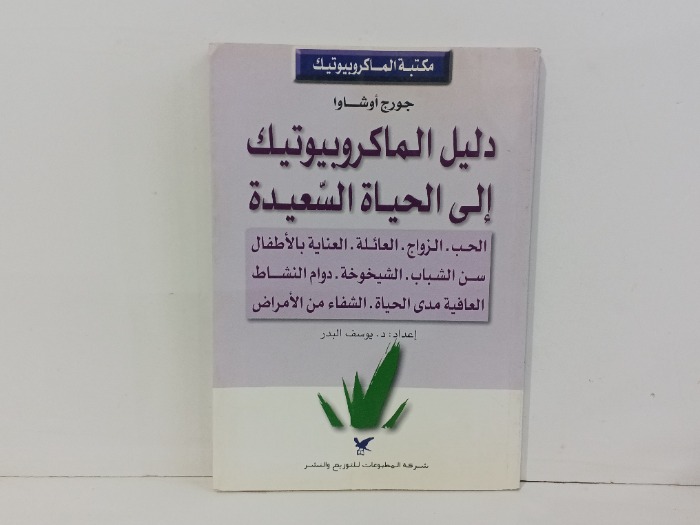 مكتبة الماكروبيوتيك
جورج أوشاوا
دليل الماكروبيوتيك
إلى الحياة السّعيدة
الحب. الزواج. العائلة. العناية بالأطفال
سن الشباب. الشيخوخة. دوام النشاط
العافية مدى الحياة. الشفاء من الأمراض
إعداد: د. يوسف البدر
شركة المطبوعات للتوزيع والنشر